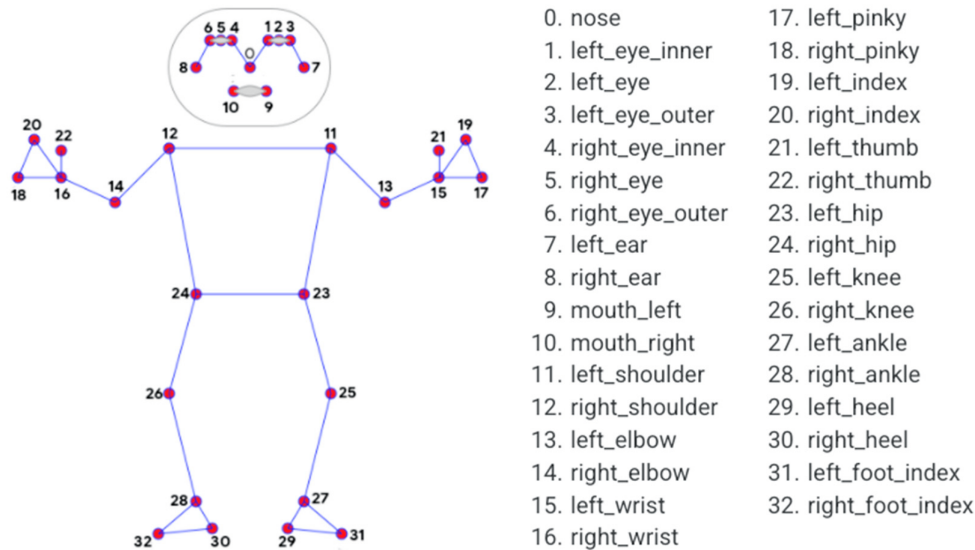 6 5 4 1 2 3
0
8 7
10 9
20 22 12 11 21 19
18 16 14 13 15 17
24 23
26 25
28 27
32 30 29 31
0. nose
1. left_eye_inner
2. left_eye
3. left_eye_outer
4. right_eye_inner
5. right_eye
6. right_eye_outer
7. left_ear
8. right_ear
9. mouth_left
10. mouth_right
11. left_shoulder
12. right_shoulder
13. left_elbow
14. right_elbow
15. left_wrist
16. right_wrist
17. left_pinky
18. right_pinky
19. left_index
20. right_index
21. left_thumb
22. right_thumb
23. left_hip
24. right_hip
25. left_knee
26. right_knee
27. left_ankle
28. right_ankle
29. left_heel
30. right_heel
31. left_foot_index
32. right_foot_index